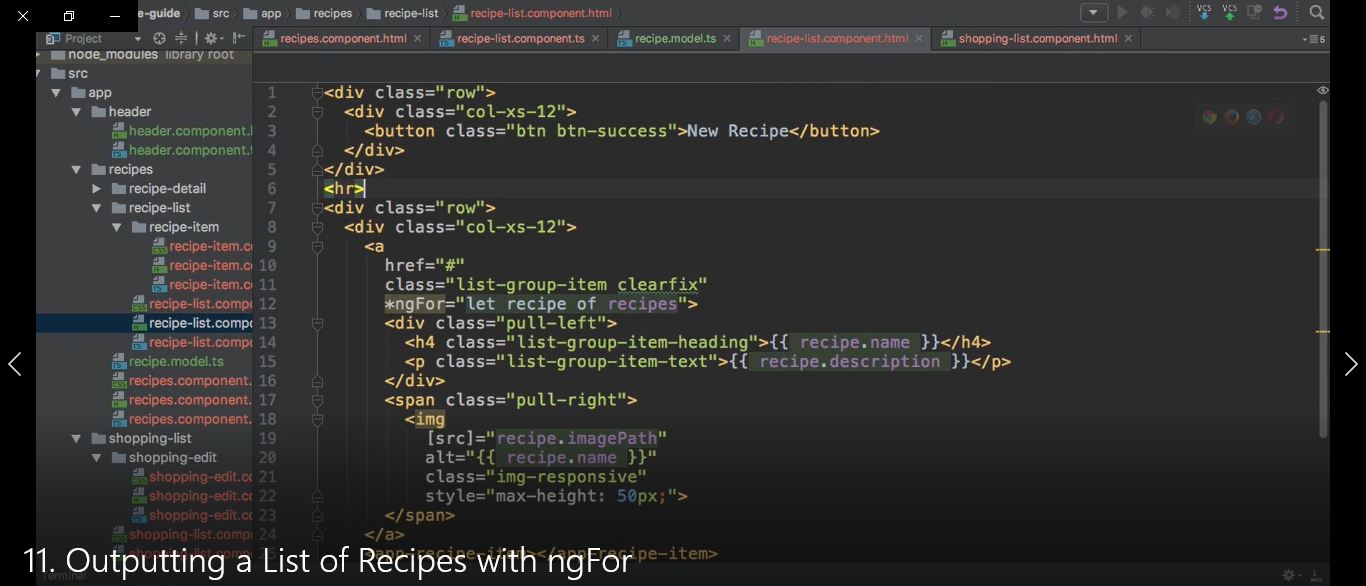 e-guide src app recipes recipe-list recipe-list.component.html
VCS VCS
Project recipes.component.html recipe-list.component.ts recipe.model.ts recipe-list.component.html shopping-list.component.html 5
node_modules library root
src
app
header
header.component.
header.component.
recipes
recipe-detail
recipe-list
recipe-item
recipe-item.c
recipe-item.c
recipe-item.c
recipe-list.comp
recipe-list.comp
recipe-list.comp
recipe.model.ts
recipes.component.
recipes.component.
recipes.component.
shopping-list
shopping-edit
shopping-edit.c
shopping-edit.c
shopping-edit.c
shopping-list.comp
1 <div class="row">
2 <div class="col-xs-12">
3 <button class="btn btn-success">New Recipe</button>
4 </div>
5 </div>
6 <hr>
7 <div class="row">
8 <div class="col-xs-12">
9 <a
10 href="#"
11 class="list-group-item clearfix"
12 *ngFor="let recipe of recipes">
13 <div class="pull-left">
14 <h4 class="list-group-item-heading">{{ recipe.name }}</h4>
15 <p class="list-group-item-text">{{ recipe.description }}</p>
16 </div>
17 <span class="pull-right">
18 <img
19 [src]="recipe.imagePath"
20 alt="{{ recipe.name }}"
21 class="img-responsive"
22 style="max-height: 50px;">
23 </span>
24 </a>
25 <app-recipe-item></app-recipe-item>
11. Outputting a List of Recipes with ngFor
Terminal